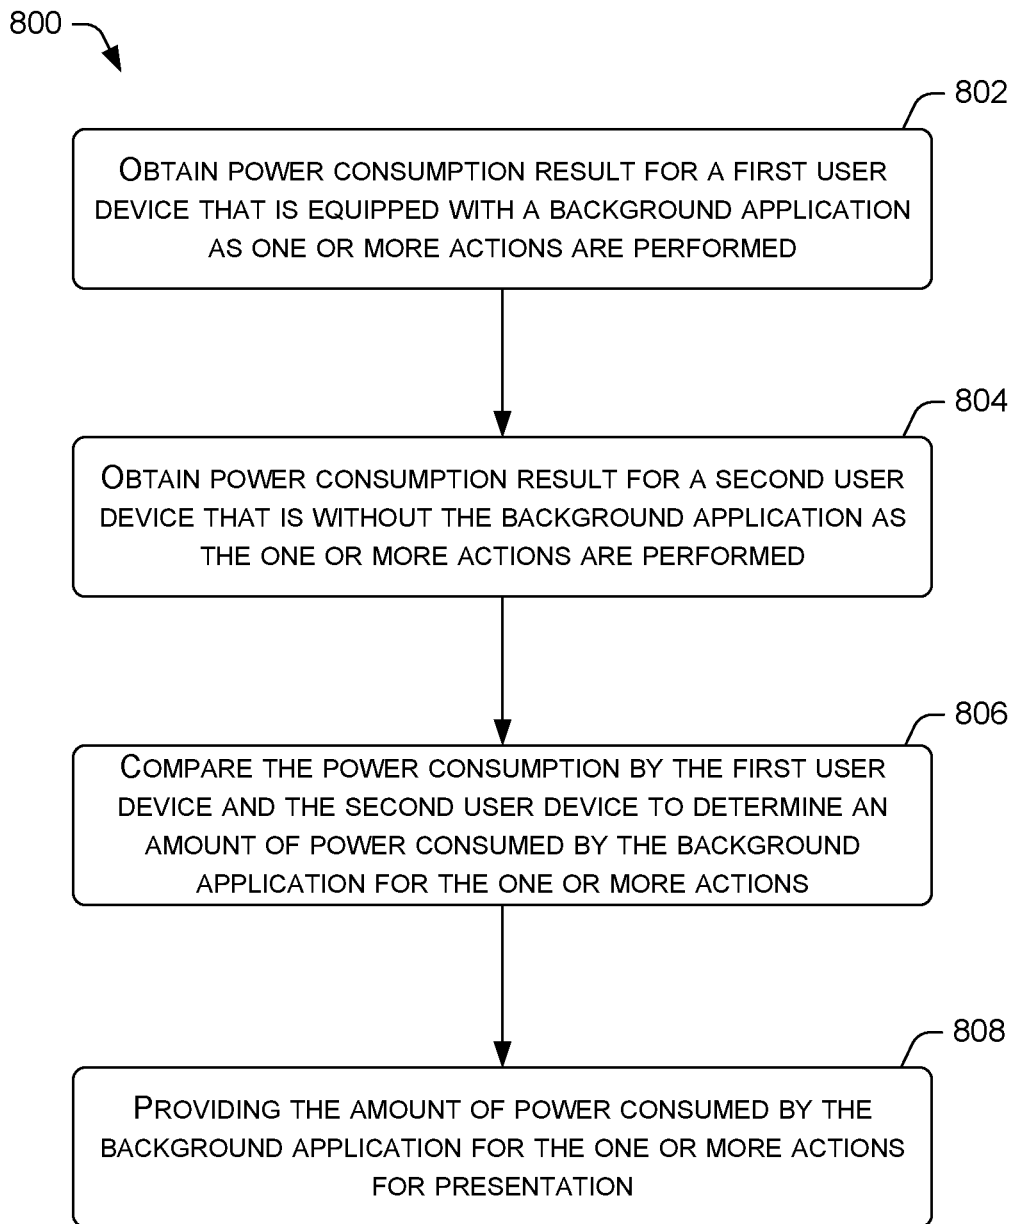 800
802
OBTAIN POWER CONSUMPTION RESULT FOR A FIRST USER
DEVICE THAT IS EQUIPPED WITH A BACKGROUND APPLICATION
AS ONE OR MORE ACTIONS ARE PERFORMED
804
OBTAIN POWER CONSUMPTION RESULT FOR A SECOND USER
DEVICE THAT IS WITHOUT THE BACKGROUND APPLICATION AS
THE ONE OR MORE ACTIONS ARE PERFORMED
806
COMPARE THE POWER CONSUMPTION BY THE FIRST USER
DEVICE AND THE SECOND USER DEVICE TO DETERMINE AN
AMOUNT OF POWER CONSUMED BY THE BACKGROUND
APPLICATION FOR THE ONE OR MORE ACTIONS
808
PROVIDING THE AMOUNT OF POWER CONSUMED BY THE
BACKGROUND APPLICATION FOR THE ONE OR MORE ACTIONS
FOR PRESENTATION